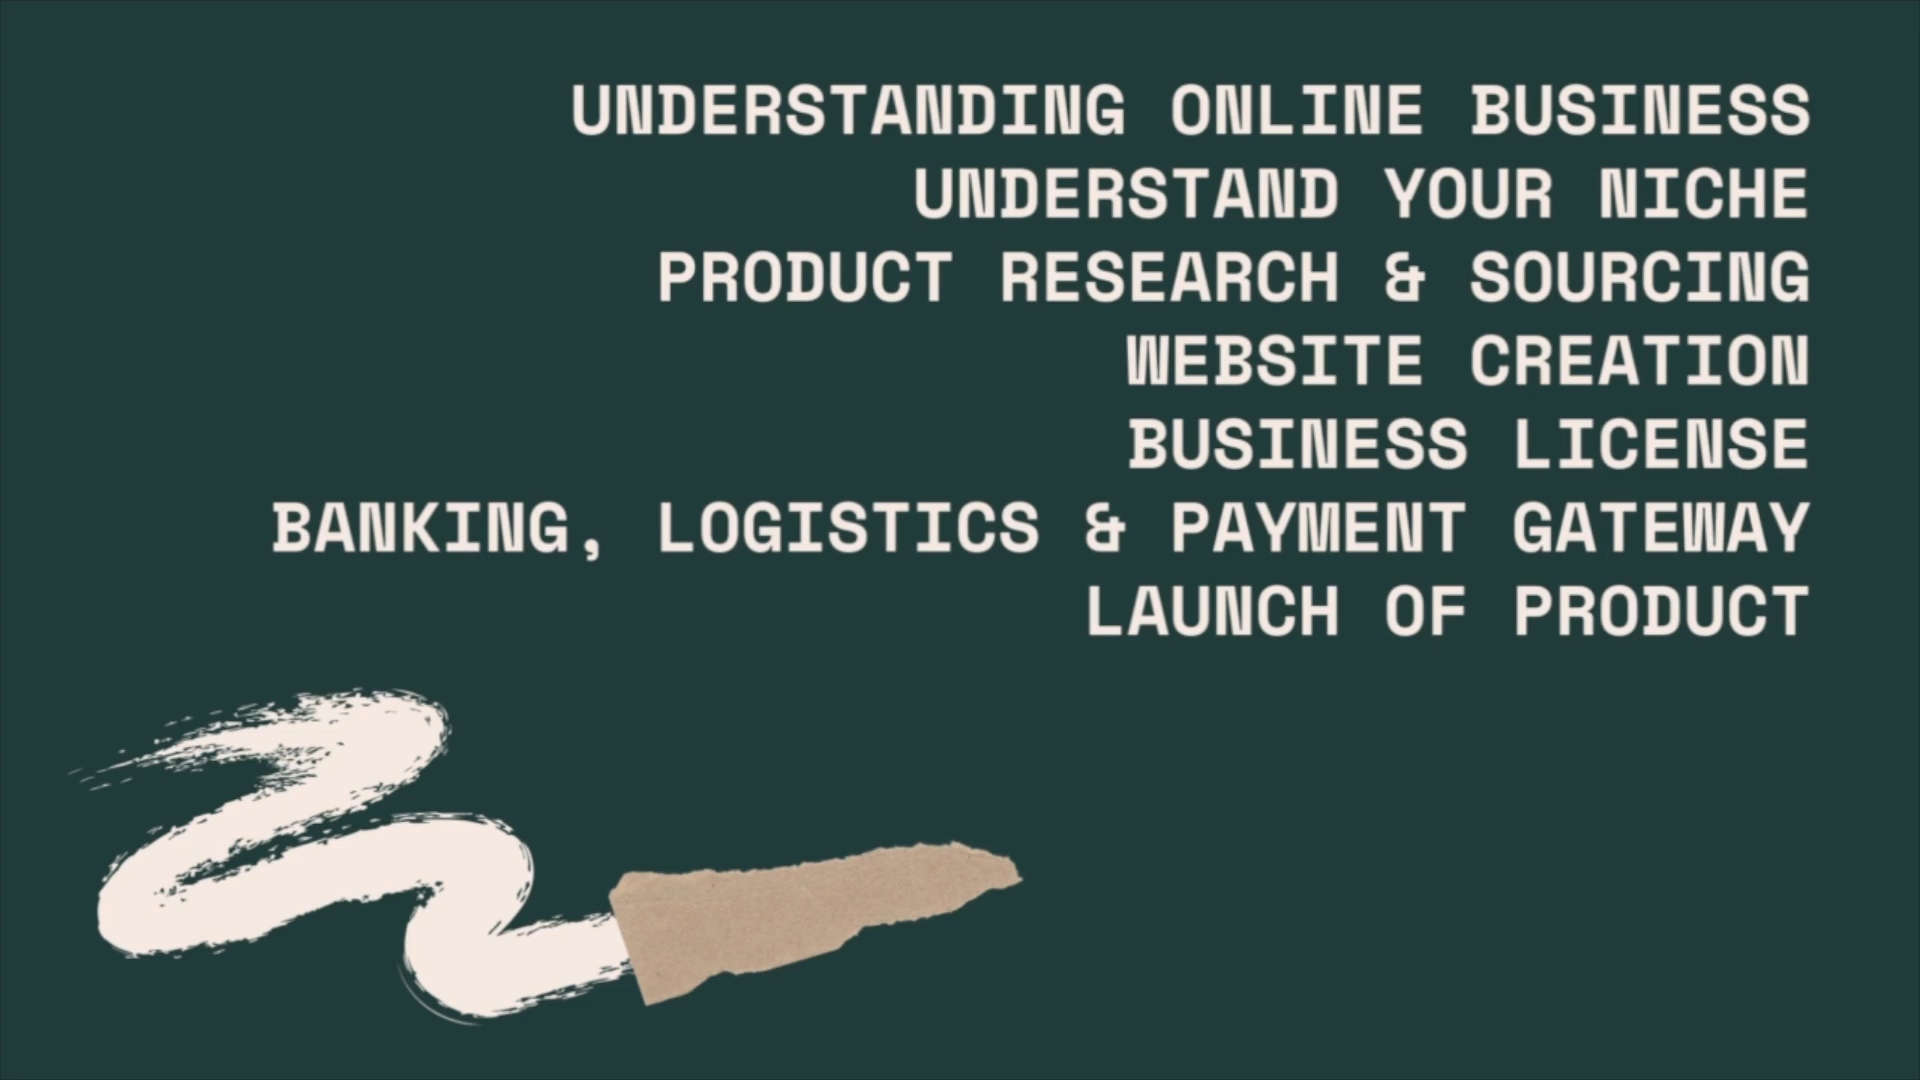 UNDERSTANDING ONLINE BUSINESS
UNDERSTAND YOUR NICHE
PRODUCT RESEARCH & SOURCING
WEBSITE CREATION
BUSINESS LICENSE
BANKING, LOGISTICS & PAYMENT GATEWAY
LAUNCH OF PRODUCT